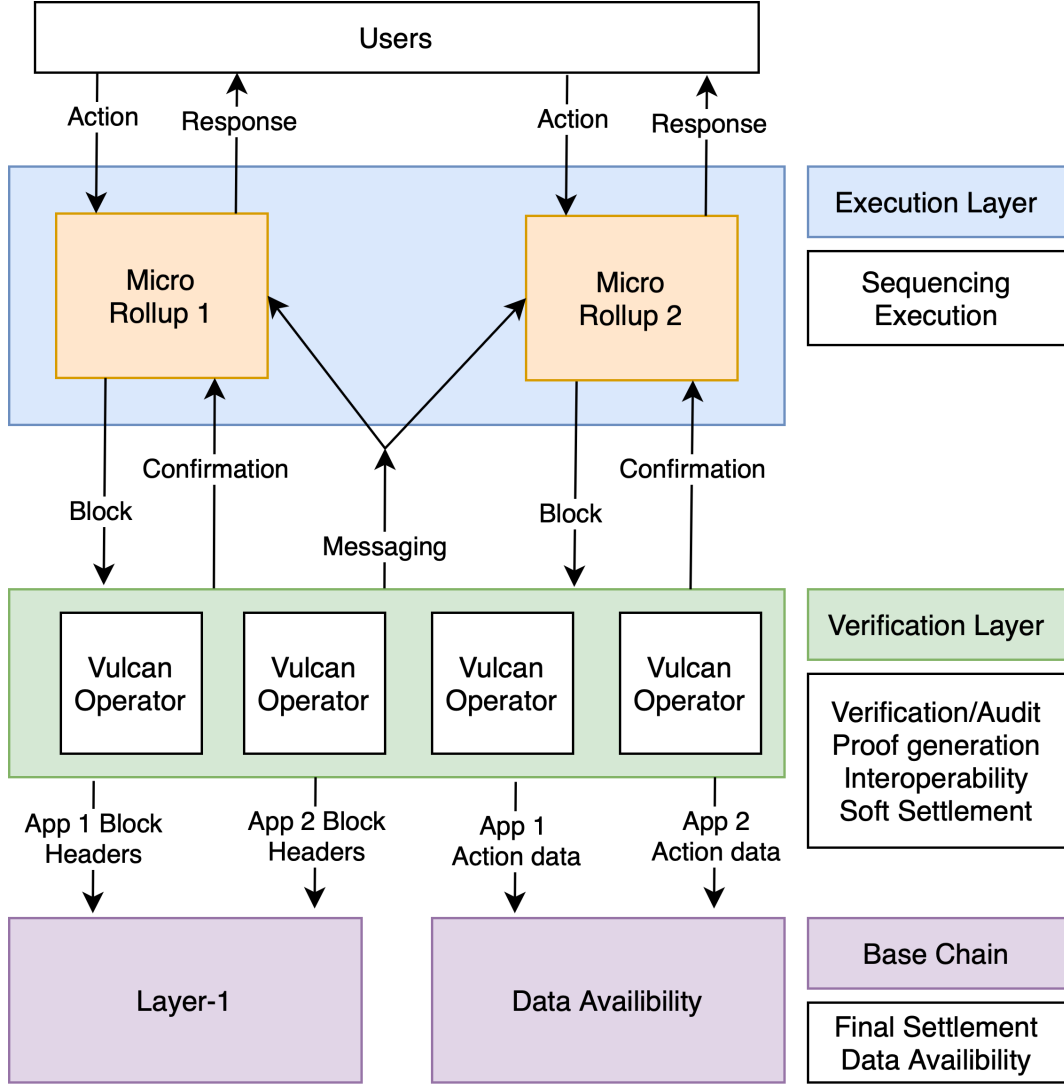 Users
Action
Response
Action
Response
Execution Layer
Micro
Rollup 1
Micro
Rollup 2
Sequencing
Execution
Confirmation
Confirmation
Block
Block
Messaging
Verification Layer
Vulcan
Operator
Vulcan
Operator
Vulcan
Operator
Vulcan
Operator
Verification/Audit
Proof generation
Interoperability
Soft Settlement
App 1 Block
Headers
App 2 Block
Headers
App 1
Action data
App 2
Action data
Base Chain
Layer-1
Data Availibility
Final Settlement
Data Availibility